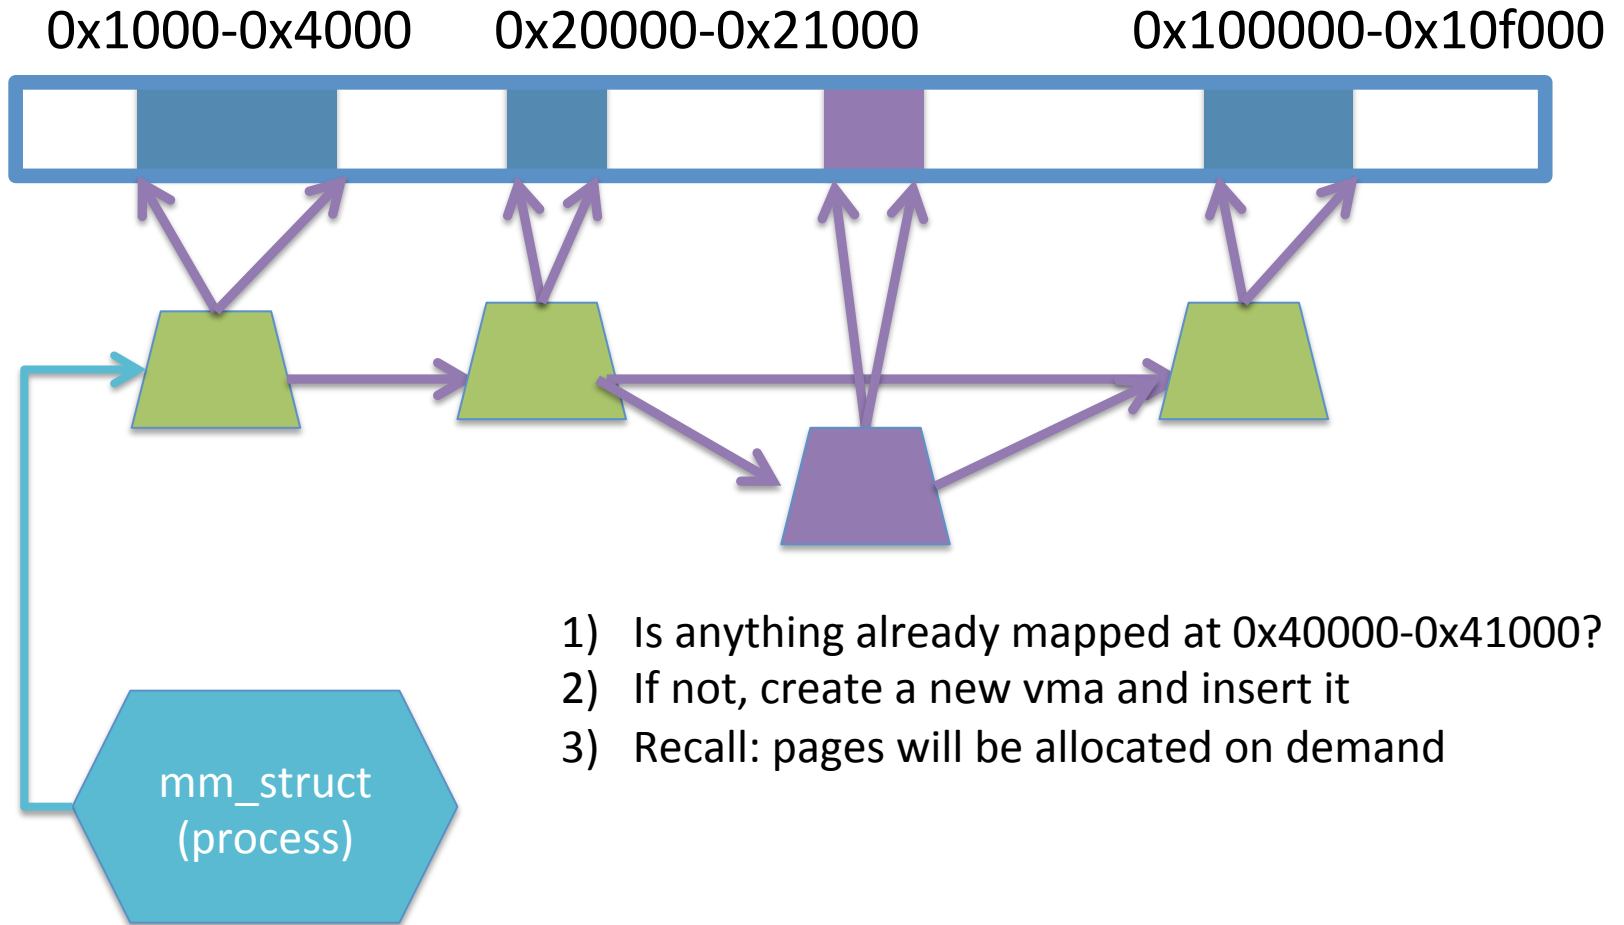 0x1000-0x4000 0x20000-0x21000 0x100000-0x10f000
1) Is anything already mapped at 0x40000-0x41000?
2) If not, create a new vma and insert it
3) Recall: pages will be allocated on demand
mm_struct
(process)